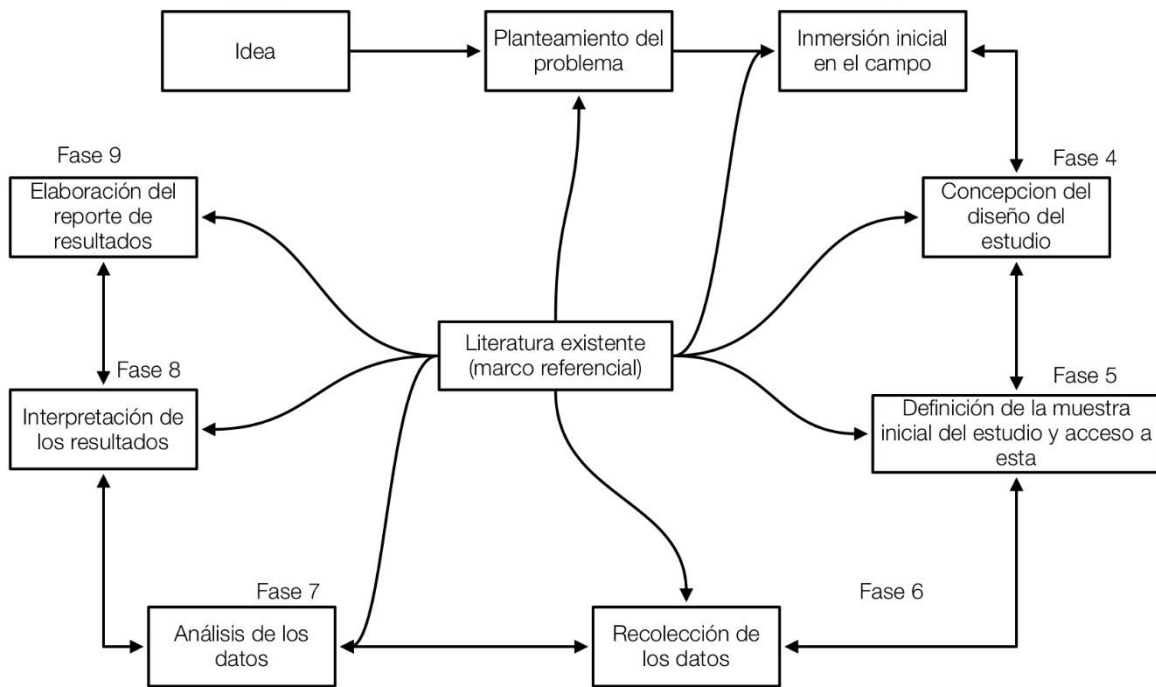 Idea
Planteamiento del
problema
Inmersión inicial
en el campo
Fase 9
Elaboración del
reporte de
resultados
Fase 4
Concepcion del
diseño del
estudio
Literatura existente
(marco referencial)
Fase 8
Interpretación de
los resultados
Fase 5
Definición de la muestra
inicial del estudio y acceso a
esta
Fase 7
Análisis de los
datos
Recolección de
los datos
Fase 6